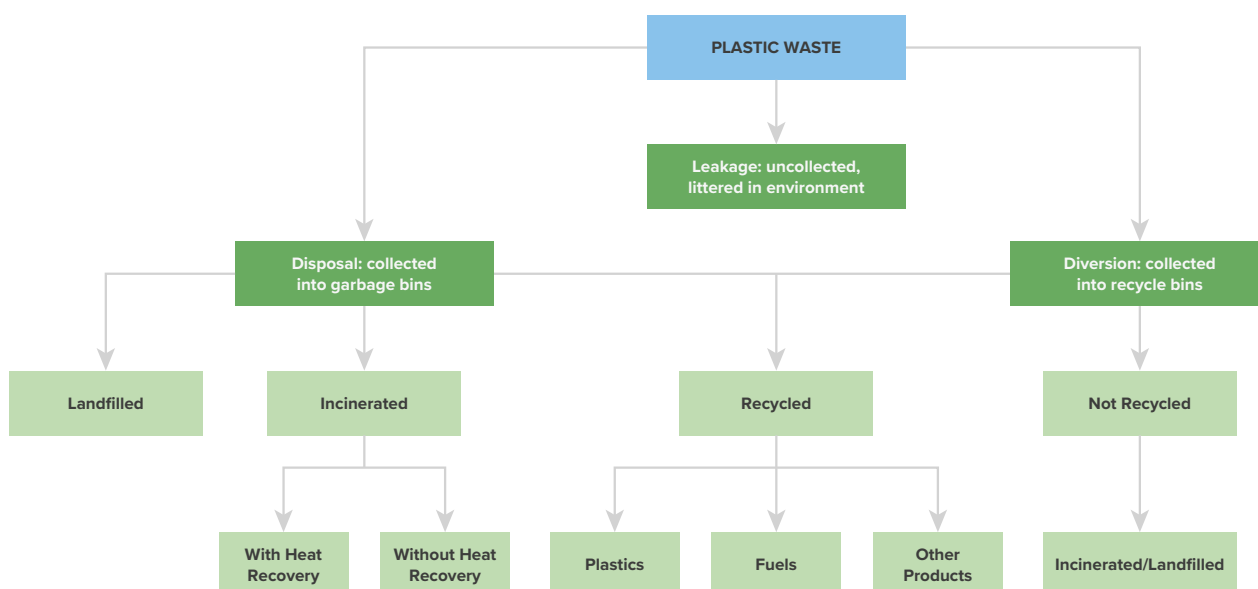 PLASTIC WASTE
Leakage: uncollected,
littered in environment
Disposal: collected
into garbage bins
Diversion: collected
into recycle bins
Landfilled
Incinerated
Recycled
Not Recycled
With Heat
Recovery
Without Heat
Recovery
Plastics
Fuels
Other
Products
Incinerated/Landfilled